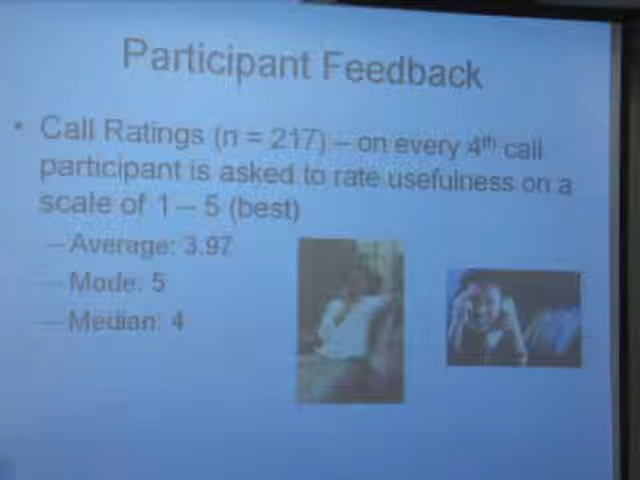 Participant Feedback
• Call Ratings (n = 217) – on every 4th call
participant is asked to rate usefulness on a
scale of 1 – 5 (best)
– Average: 3.97
– Mode: 5
– Median: 4